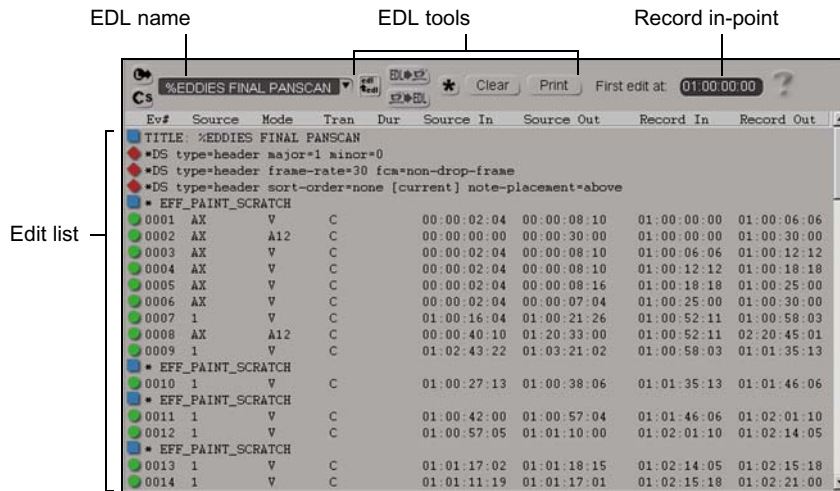 EDL name EDL tools Record in-point
Cs %EDDIES FINAL PANSCAN edl edl EDL EDL * Clear Print First edit at: 01:00:00:00 ?
Ev# Source Mode Tran Dur Source In Source Out Record In Record Out
Edit list
TITLE: %EDDIES FINAL PANSCAN
*DS type=header major=1 minor=0
*DS type=header frame-rate=30 fcm=non-drop-frame
*DS type=header sort-order=none [current] note-placement=above
* EFF_PAINT_SCRATCH
0001 AX V C 00:00:02:04 00:00:08:10 01:00:00:00 01:00:06:06
0002 AX A12 C 00:00:00:00 00:00:30:00 01:00:00:00 01:00:30:00
0003 AX V C 00:00:02:04 00:00:08:10 01:00:06:06 01:00:12:12
0004 AX V C 00:00:02:04 00:00:08:10 01:00:12:12 01:00:18:18
0005 AX V C 00:00:02:04 00:00:08:16 01:00:18:18 01:00:25:00
0006 AX V C 00:00:02:04 00:00:07:04 01:00:25:00 01:00:30:00
0007 1 V C 01:00:16:04 01:00:21:26 01:00:52:11 01:00:58:03
0008 AX A12 C 00:00:40:10 01:20:33:00 01:00:52:11 02:20:45:01
0009 1 V C 01:02:43:22 01:03:21:02 01:00:58:03 01:01:35:13
* EFF_PAINT_SCRATCH
0010 1 V C 01:00:27:13 01:00:38:06 01:01:35:13 01:01:46:06
* EFF_PAINT_SCRATCH
0011 1 V C 01:00:42:00 01:00:57:04 01:01:46:06 01:02:01:10
0012 1 V C 01:00:57:05 01:01:10:00 01:02:01:10 01:02:14:05
* EFF_PAINT_SCRATCH
0013 1 V C 01:01:17:02 01:01:18:15 01:02:14:05 01:02:15:18
0014 1 V C 01:01:11:19 01:01:17:01 01:02:15:18 01:02:21:00